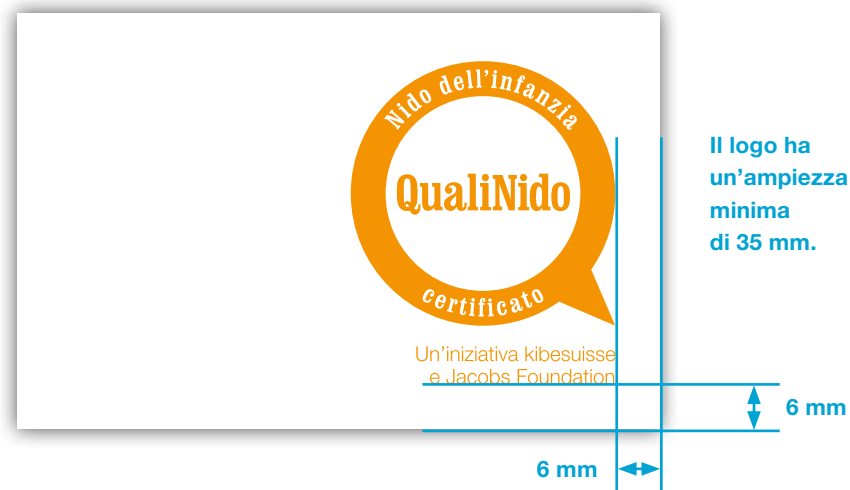 Nido dell'infanzia
QualiNido
certificato
Un'iniziativa kibesuisse
e Jacobs Foundation
Il logo ha
un'ampiezza
minima
di 35 mm.
6 mm
6 mm